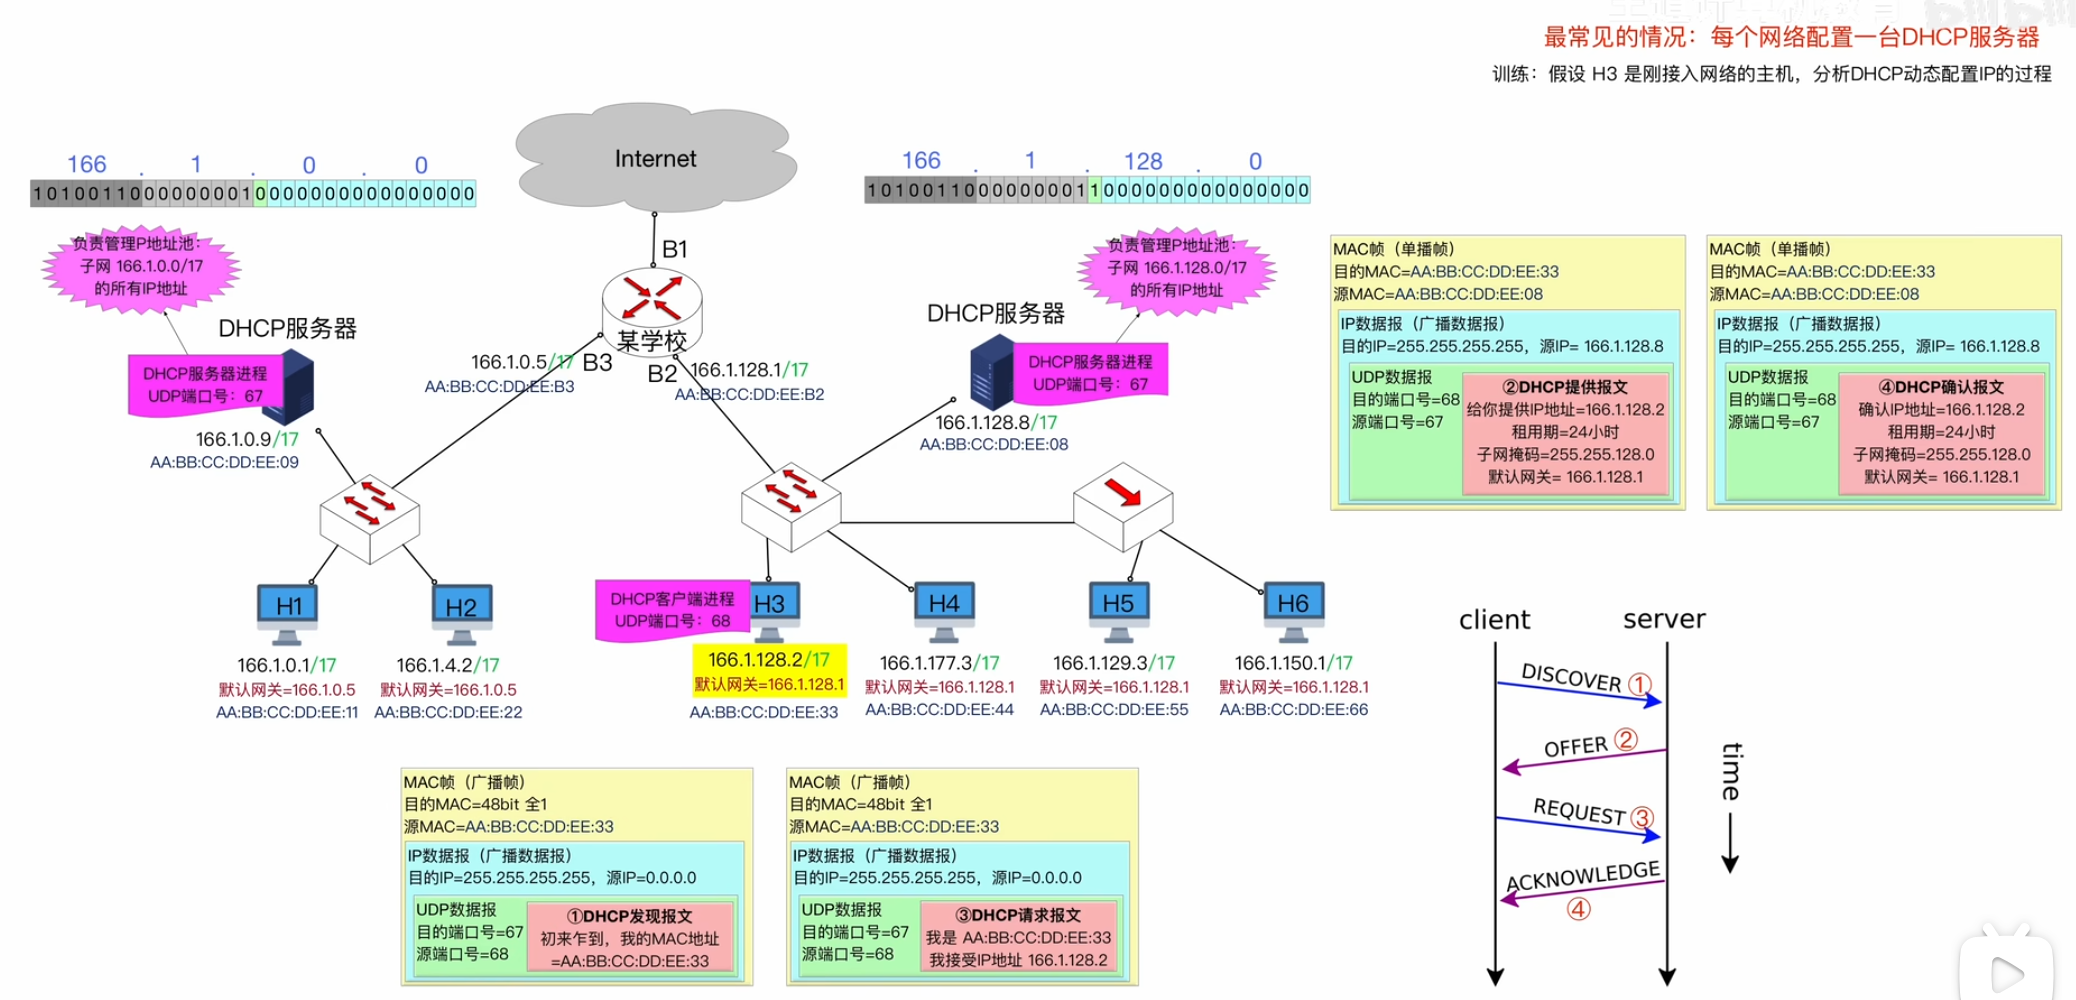 最常见的情况：每个网络配置一台DHCP服务器
训练：假设 H3 是刚接入网络的主机，分析DHCP动态配置IP的过程
166 . 1 . 0 . 0
10100110000000010000000000000000
166 . 1 . 128 . 0
10100110000000011000000000000000
Internet
B1
某学校
B3
B2
负责管理P地址池：
子网 166.1.0.0/17
的所有IP地址
DHCP服务器
DHCP服务器进程
UDP端口号：67
166.1.0.9/17
AA:BB:CC:DD:EE:09
166.1.0.5/17
AA:BB:CC:DD:EE:B3
166.1.128.1/17
AA:BB:CC:DD:EE:B2
负责管理P地址池：
子网 166.1.128.0/17
的所有IP地址
DHCP服务器
DHCP服务器进程
UDP端口号：67
166.1.128.8/17
AA:BB:CC:DD:EE:08
MAC帧（单播帧）
目的MAC=AA:BB:CC:DD:EE:33
源MAC=AA:BB:CC:DD:EE:08
IP数据报（广播数据报）
目的IP=255.255.255.255，源IP= 166.1.128.8
UDP数据报
目的端口号=68
源端口号=67
②DHCP提供报文
给你提供IP地址=166.1.128.2
租用期=24小时
子网掩码=255.255.128.0
默认网关= 166.1.128.1
MAC帧（单播帧）
目的MAC=AA:BB:CC:DD:EE:33
源MAC=AA:BB:CC:DD:EE:08
IP数据报（广播数据报）
目的IP=255.255.255.255，源IP= 166.1.128.8
UDP数据报
目的端口号=68
源端口号=67
④DHCP确认报文
确认IP地址=166.1.128.2
租用期=24小时
子网掩码=255.255.128.0
默认网关= 166.1.128.1
H1
166.1.0.1/17
默认网关=166.1.0.5
AA:BB:CC:DD:EE:11
H2
166.1.4.2/17
默认网关=166.1.0.5
AA:BB:CC:DD:EE:22
DHCP客户端进程
UDP端口号：68
H3
166.1.128.2/17
默认网关=166.1.128.1
AA:BB:CC:DD:EE:33
H4
166.1.177.3/17
默认网关=166.1.128.1
AA:BB:CC:DD:EE:44
H5
166.1.129.3/17
默认网关=166.1.128.1
AA:BB:CC:DD:EE:55
H6
166.1.150.1/17
默认网关=166.1.128.1
AA:BB:CC:DD:EE:66
MAC帧（广播帧）
目的MAC=48bit 全1
源MAC=AA:BB:CC:DD:EE:33
IP数据报（广播数据报）
目的IP=255.255.255.255，源IP=0.0.0.0
UDP数据报
目的端口号=67
源端口号=68
①DHCP发现报文
初来乍到，我的MAC地址
=AA:BB:CC:DD:EE:33
MAC帧（广播帧）
目的MAC=48bit 全1
源MAC=AA:BB:CC:DD:EE:33
IP数据报（广播数据报）
目的IP=255.255.255.255，源IP=0.0.0.0
UDP数据报
目的端口号=67
源端口号=68
③DHCP请求报文
我是 AA:BB:CC:DD:EE:33
我接受IP地址 166.1.128.2
client
server
DISCOVER ①
OFFER ②
REQUEST ③
ACKNOWLEDGE
④
time